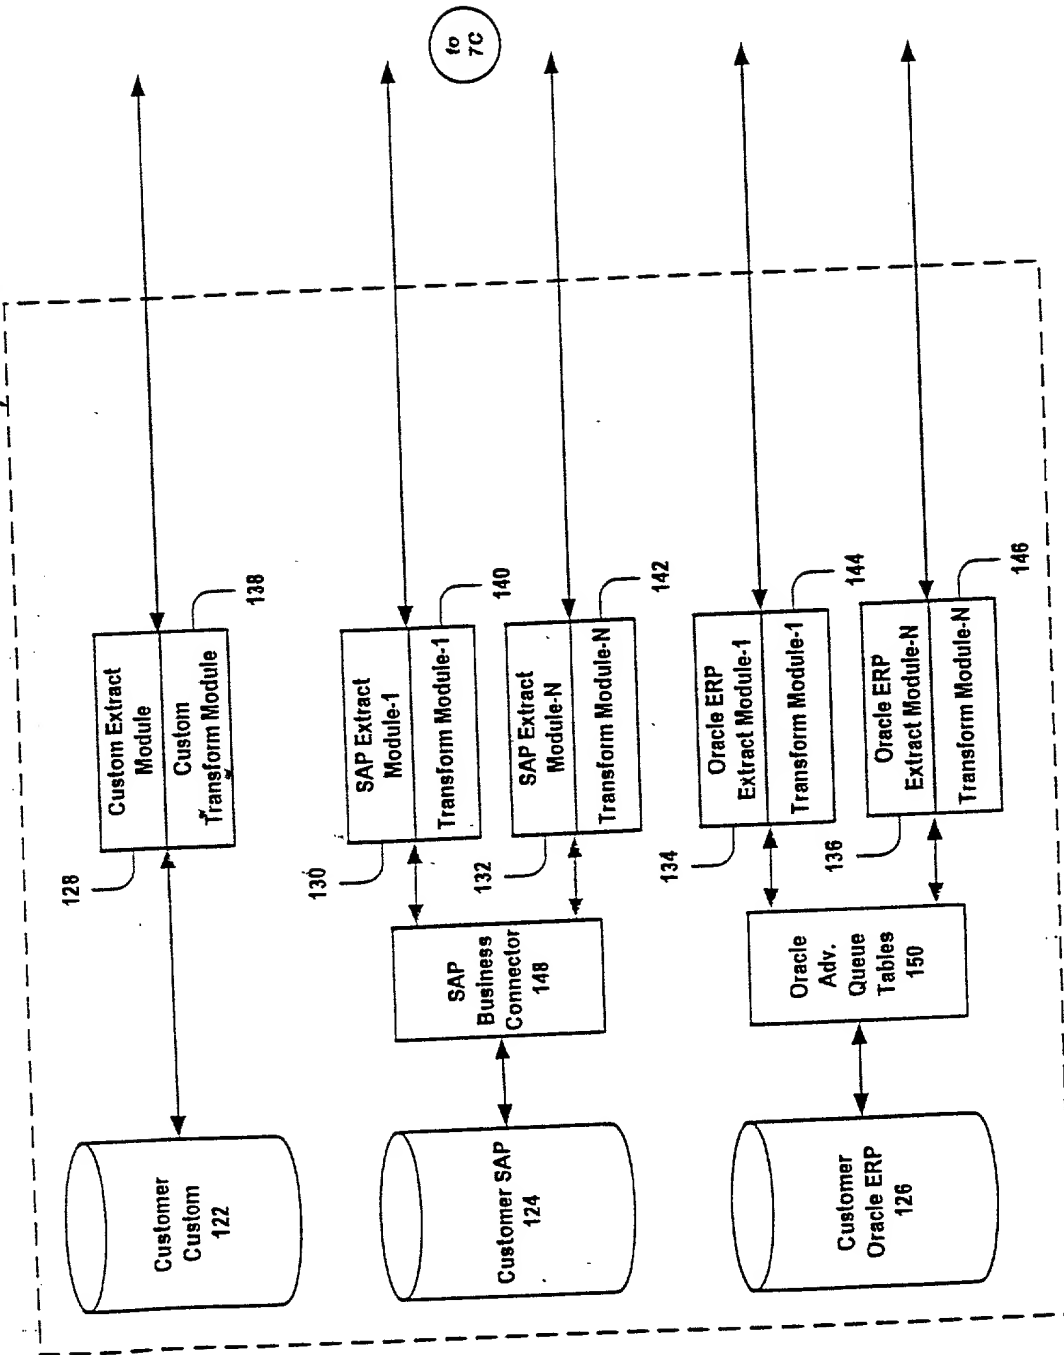 to
7C
Custom Extract
Module
Custom
Transform Module
128
138
SAP Extract
Module-1
Transform Module-1
130
140
SAP Extract
Module-N
Transform Module-N
132
142
Oracle ERP
Extract Module-1
Transform Module-1
134
144
Oracle ERP
Extract Module-N
Transform Module-N
136
146
SAP
Business
Connector
148
Oracle
Adv.
Queue
Tables
150
Customer
Custom
122
Customer SAP
124
Customer
Oracle ERP
126